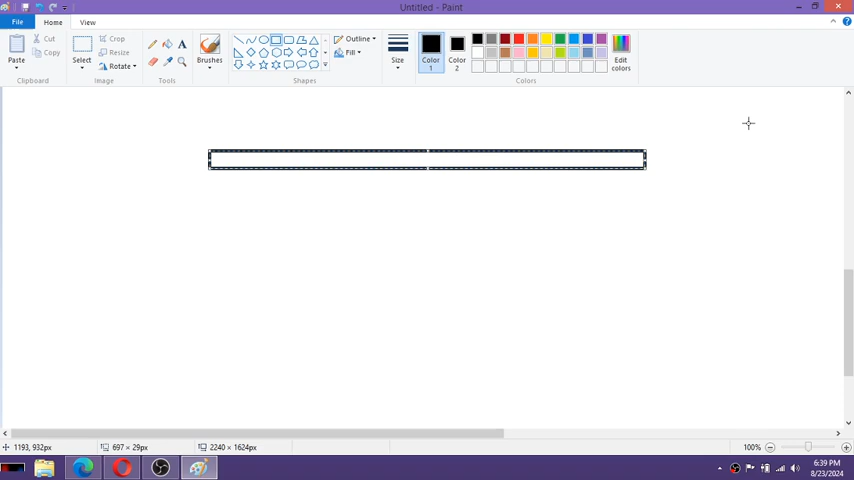 Untitled - Paint
File Home View
Paste
Cut
Copy
Clipboard
Select
Crop
Resize
Rotate
Image
A
Tools
Brushes
Shapes
Outline
Fill
Size
Color 1
Color 2
Edit colors
Colors
1193, 932px 697 × 29px 2240 × 1624px 100%
6:39 PM
8/23/2024